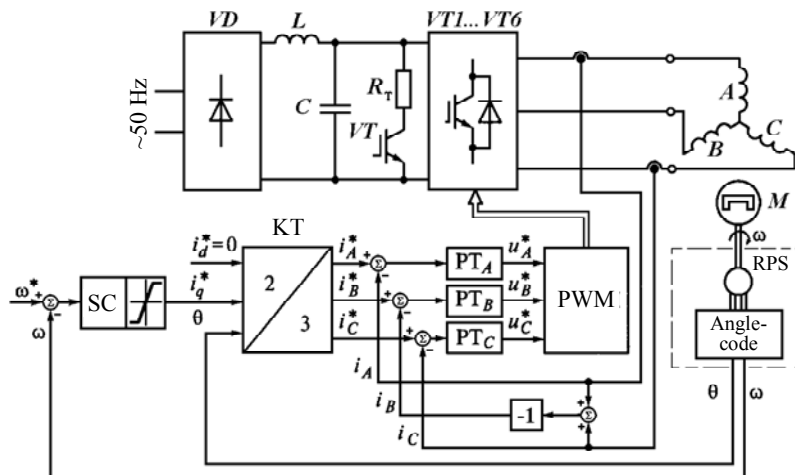 VD
L
VT1...VT6
~50 Hz
C
R_T
VT
A
B
C
M
ω
RPS
Angle-
code
θ
ω
KT
i_d^*=0
i_q^*
θ
2
3
ω*
+
Σ
-
ω
SC
i_A^*
i_B^*
i_C^*
+
Σ
-
+
Σ
-
+
Σ
-
PT_A
PT_B
PT_C
u_A^*
u_B^*
u_C^*
PWM
i_A
i_B
i_C
-1
+
Σ
+